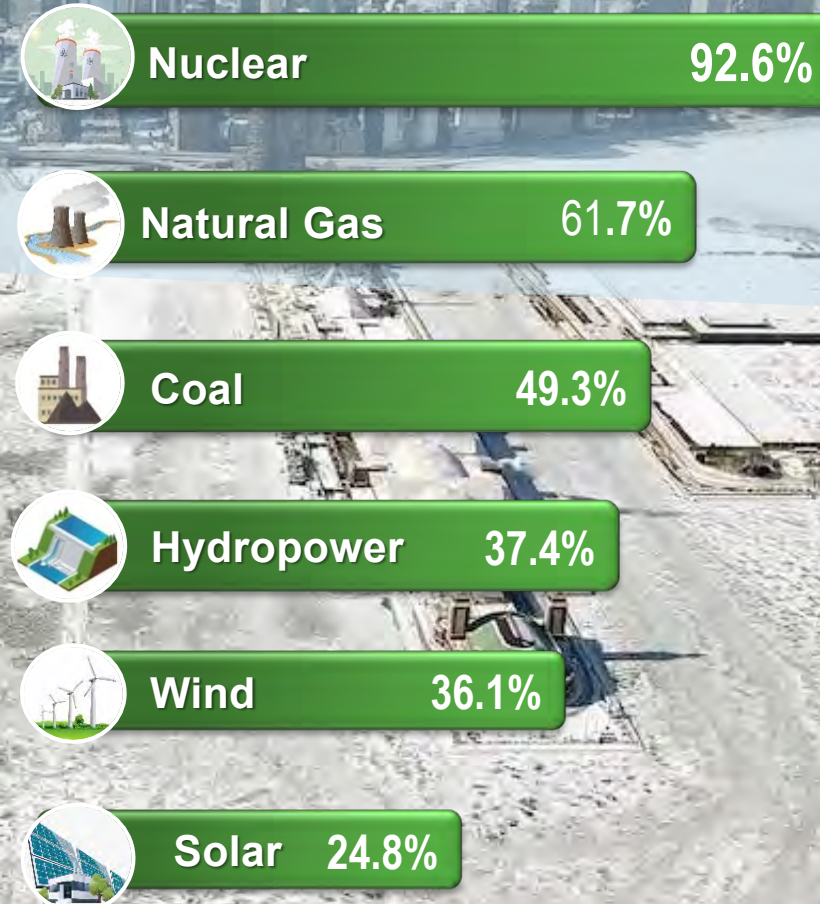 Nuclear 92.6%
Natural Gas 61.7%
Coal 49.3%
Hydropower 37.4%
Wind 36.1%
Solar 24.8%